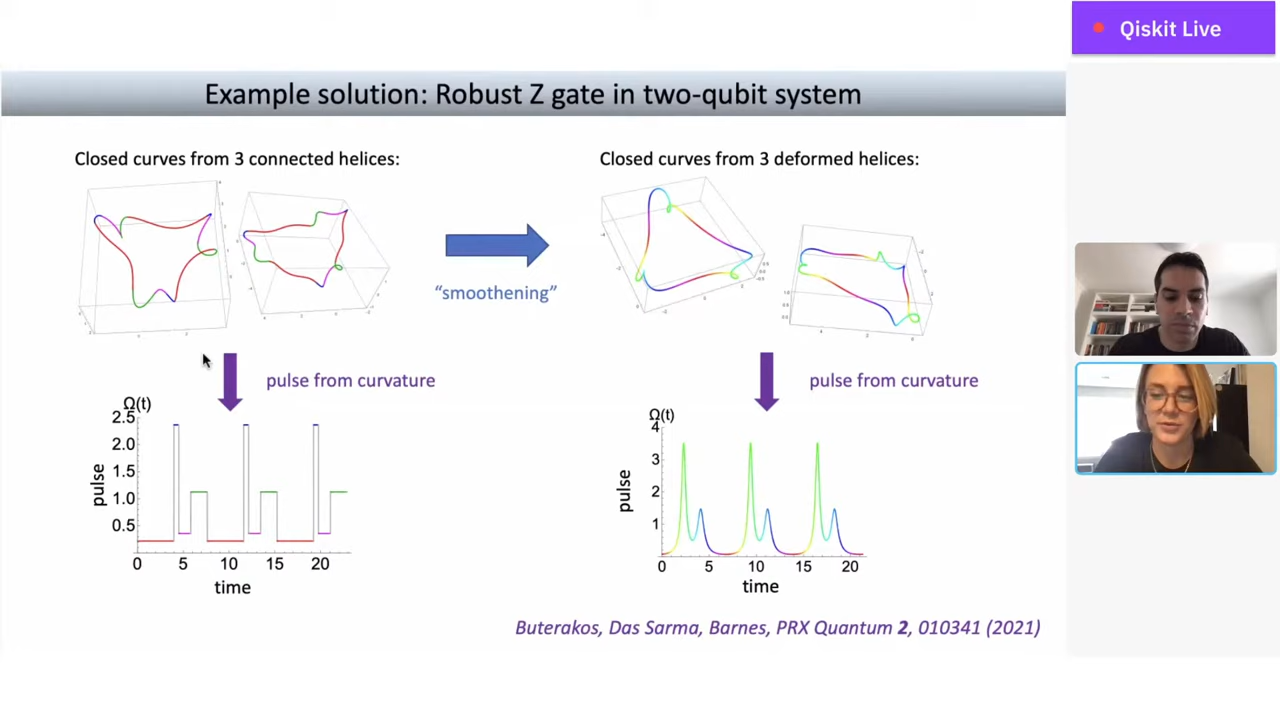 Qiskit Live
Example solution: Robust Z gate in two-qubit system
Closed curves from 3 connected helices:
Closed curves from 3 deformed helices:
"smoothening"
pulse from curvature
pulse from curvature
Ω(t)
2.5
2.0
1.5
1.0
0.5
pulse
0 5 10 15 20
time
Ω(t)
4
3
2
1
pulse
0 5 10 15 20
time
Buterakos, Das Sarma, Barnes, PRX Quantum 2, 010341 (2021)